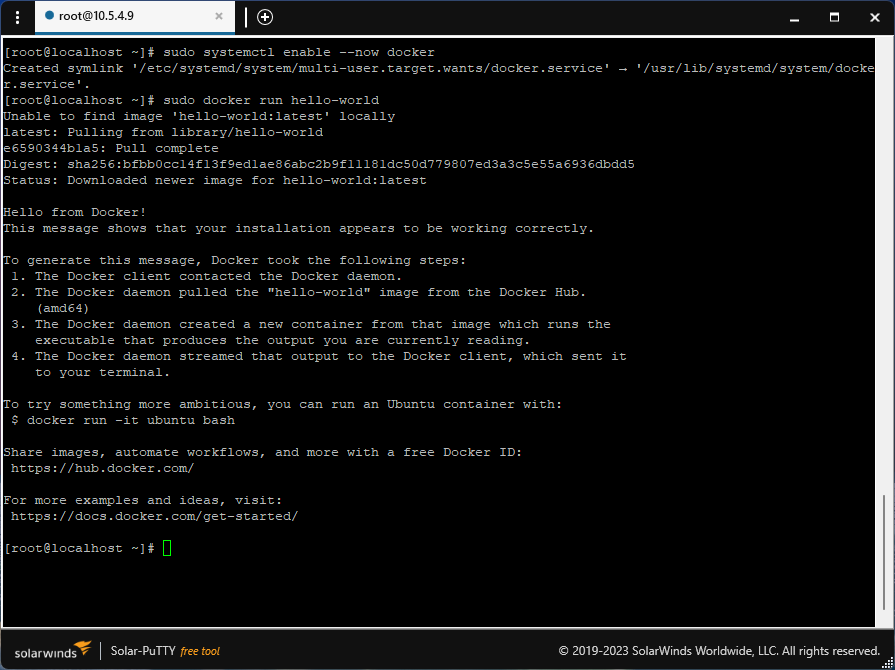 root@10.5.4.9
[root@localhost ~]# sudo systemctl enable --now docker
Created symlink '/etc/systemd/system/multi-user.target.wants/docker.service' → '/usr/lib/systemd/system/docke
r.service'.
[root@localhost ~]# sudo docker run hello-world
Unable to find image 'hello-world:latest' locally
latest: Pulling from library/hello-world
e6590344b1a5: Pull complete
Digest: sha256:bfbb0cc14f13f9ed1ae86abc2b9f11181dc50d779807ed3a3c5e55a6936dbdd5
Status: Downloaded newer image for hello-world:latest
Hello from Docker!
This message shows that your installation appears to be working correctly.
To generate this message, Docker took the following steps:
1. The Docker client contacted the Docker daemon.
2. The Docker daemon pulled the "hello-world" image from the Docker Hub.
(amd64)
3. The Docker daemon created a new container from that image which runs the
executable that produces the output you are currently reading.
4. The Docker daemon streamed that output to the Docker client, which sent it
to your terminal.
To try something more ambitious, you can run an Ubuntu container with:
$ docker run -it ubuntu bash
Share images, automate workflows, and more with a free Docker ID:
https://hub.docker.com/
For more examples and ideas, visit:
https://docs.docker.com/get-started/
[root@localhost ~]#
solarwinds Solar-PuTTY free tool © 2019-2023 SolarWinds Worldwide, LLC. All rights reserved.